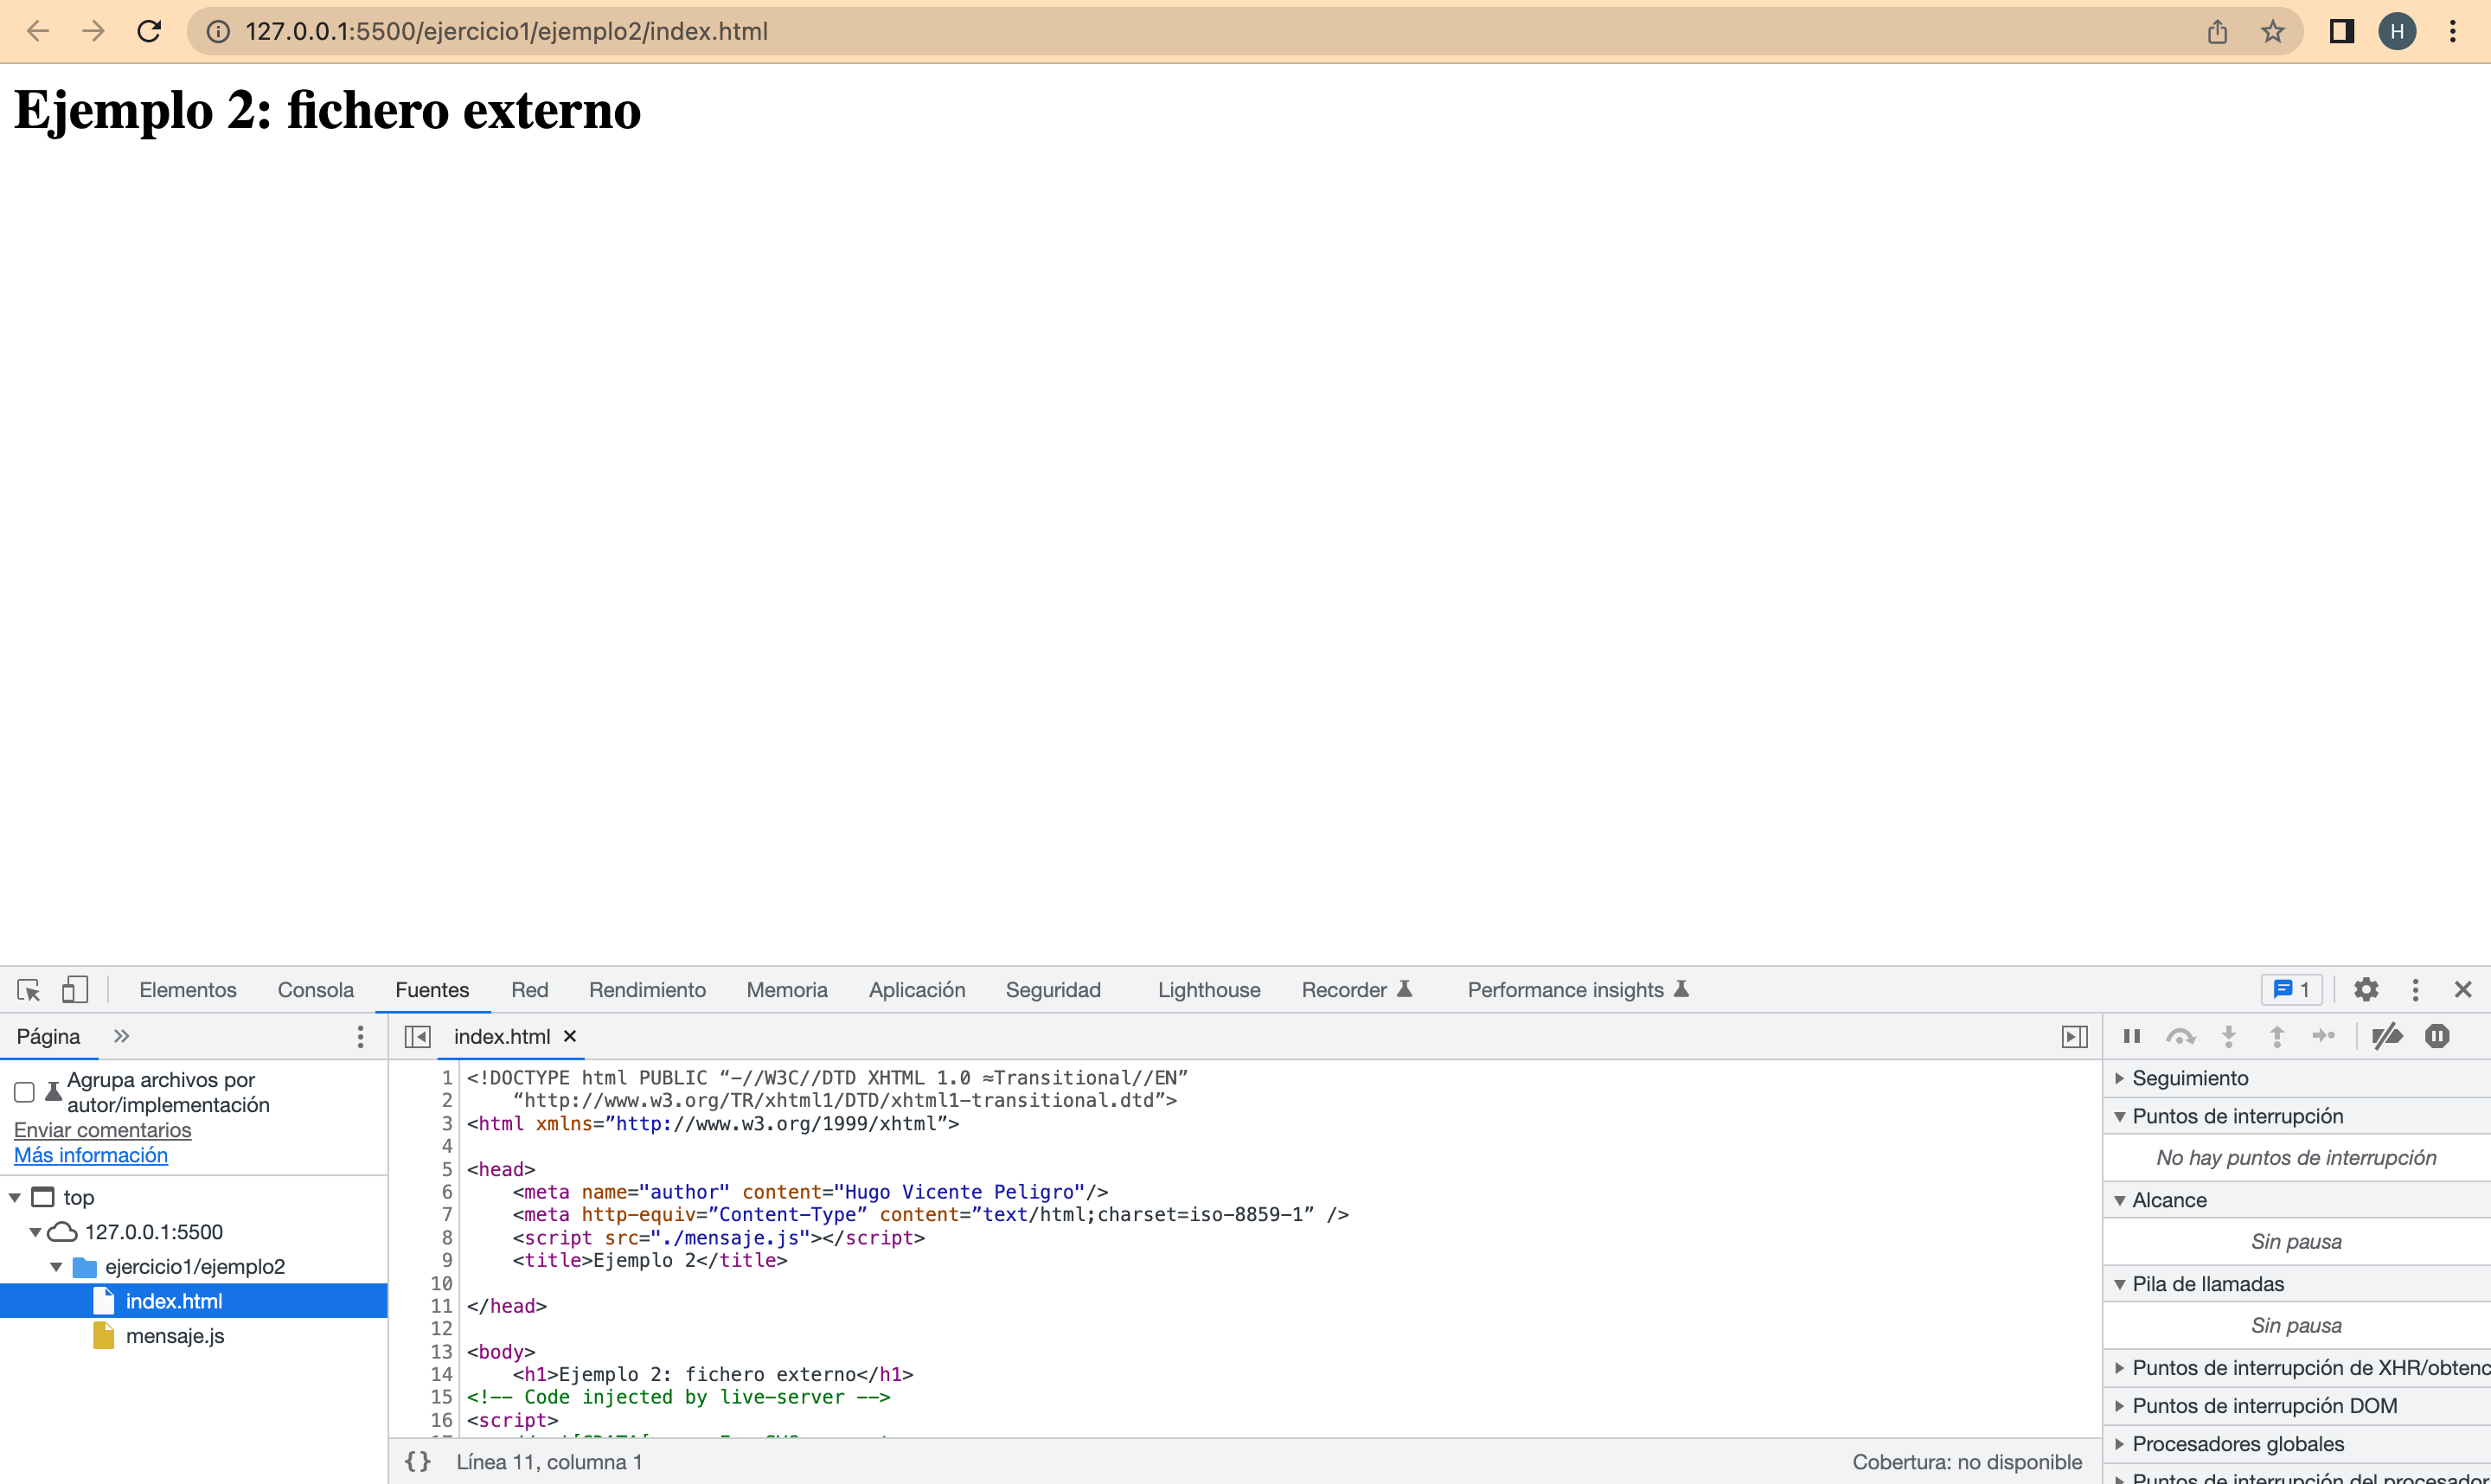 127.0.0.1:5500/ejercicio1/ejemplo2/index.html
H
Ejemplo 2: fichero externo
Elementos Consola Fuentes Red Rendimiento Memoria Aplicación Seguridad Lighthouse Recorder Performance insights 1
Página
index.html
Agrupa archivos por
autor/implementación
Enviar comentarios
Más información
top
127.0.0.1:5500
ejercicio1/ejemplo2
index.html
mensaje.js
1 <!DOCTYPE html PUBLIC “-//W3C//DTD XHTML 1.0 ≈Transitional//EN”
2 “http://www.w3.org/TR/xhtml1/DTD/xhtml1-transitional.dtd”>
3 <html xmlns=”http://www.w3.org/1999/xhtml”>
4
5 <head>
6 <meta name="author" content="Hugo Vicente Peligro"/>
7 <meta http-equiv=”Content-Type” content=”text/html;charset=iso-8859-1” />
8 <script src="./mensaje.js"></script>
9 <title>Ejemplo 2</title>
10
11 </head>
12
13 <body>
14 <h1>Ejemplo 2: fichero externo</h1>
15 <!-- Code injected by live-server -->
16 <script>
{} Línea 11, columna 1
Cobertura: no disponible
Seguimiento
Puntos de interrupción
No hay puntos de interrupción
Alcance
Sin pausa
Pila de llamadas
Sin pausa
Puntos de interrupción de XHR/obtenc
Puntos de interrupción DOM
Procesadores globales
Puntos de interrupción del procesador